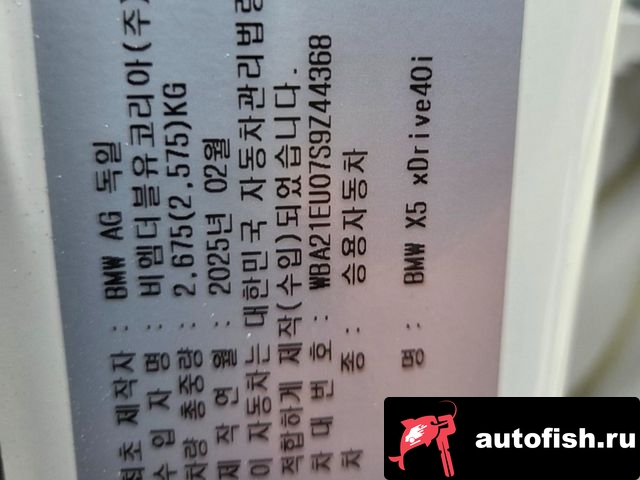 최초 제작자 : BMW AG 독일
수 입 자 명 : 비엠더블유코리아(주)
차량 총중량 : 2.675(2.575)KG
제 작 연 월 : 2025년 02월
이 자동차는 대한민국 자동차관리법령
적합하게 제작(수입)되었습니다.
차 대 번 호 : WBA21EU07S9Z44368
차 종 : 승용자동차
명 : BMW X5 xDrive40i
autofish.ru